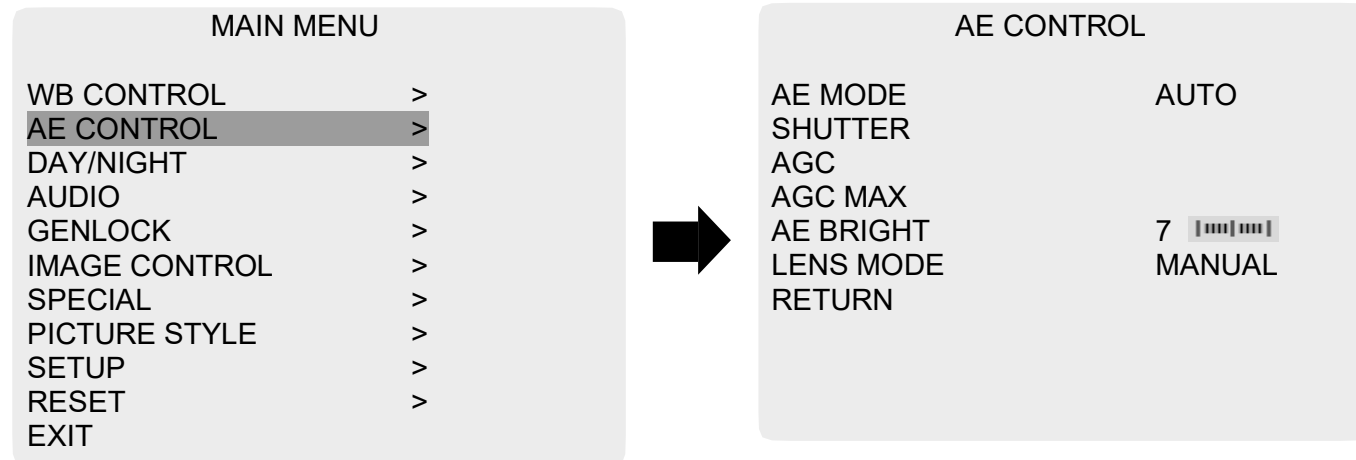 MAIN MENU
WB CONTROL >
AE CONTROL >
DAY/NIGHT >
AUDIO >
GENLOCK >
IMAGE CONTROL >
SPECIAL >
PICTURE STYLE >
SETUP >
RESET >
EXIT
AE CONTROL
AE MODE AUTO
SHUTTER
AGC
AGC MAX
AE BRIGHT 7
LENS MODE MANUAL
RETURN